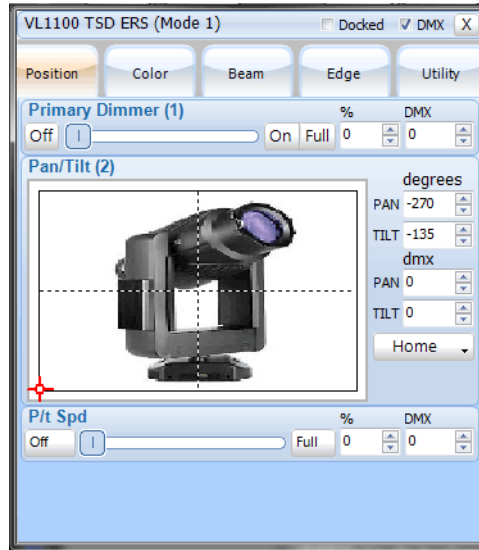 VL1100 TSD ERS (Mode 1) Docked DMX X
Position Color Beam Edge Utility
Primary Dimmer (1) % DMX
Off On Full 0 0
Pan/Tilt (2)
degrees
PAN -270
TILT -135
dmx
PAN 0
TILT 0
Home
P/t Spd % DMX
Off Full 0 0